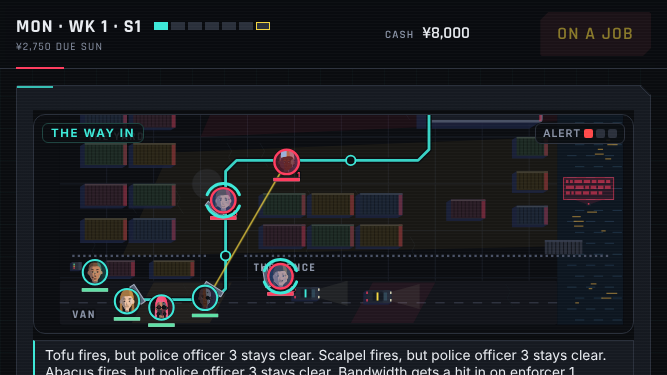 MON · WK 1 · S1
¥2,750 DUE SUN
CASH ¥8,000
ON A JOB
THE WAY IN
ALERT
VAN
Tofu fires, but police officer 3 stays clear. Scalpel fires, but police officer 3 stays clear.
Abacus fires, but police officer 3 stays clear. Bandwidth gets a hit in on enforcer 1.